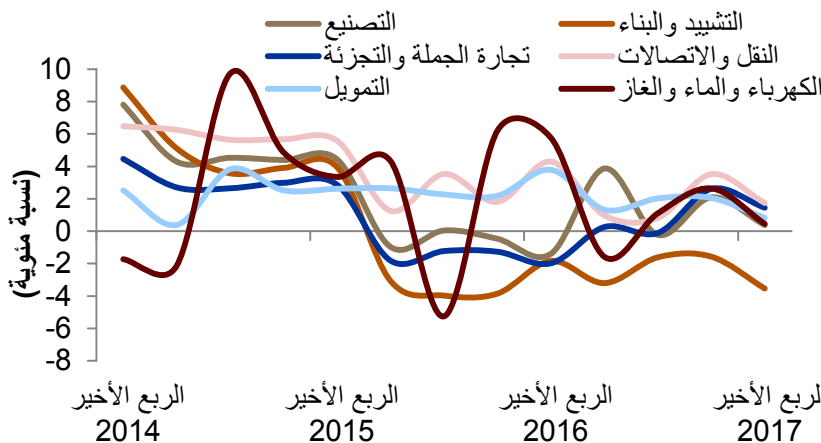 التصنيع
التشييد والبناء
تجارة الجملة والتجزئة
النقل والاتصالات
التمويل
الكهرباء والماء والغاز
(نسبة مئوية)
10
8
6
4
2
0
-2
-4
-6
-8
الربع الأخير الربع الأخير الربع الأخير لربع الأخير
2014 2015 2016 2017